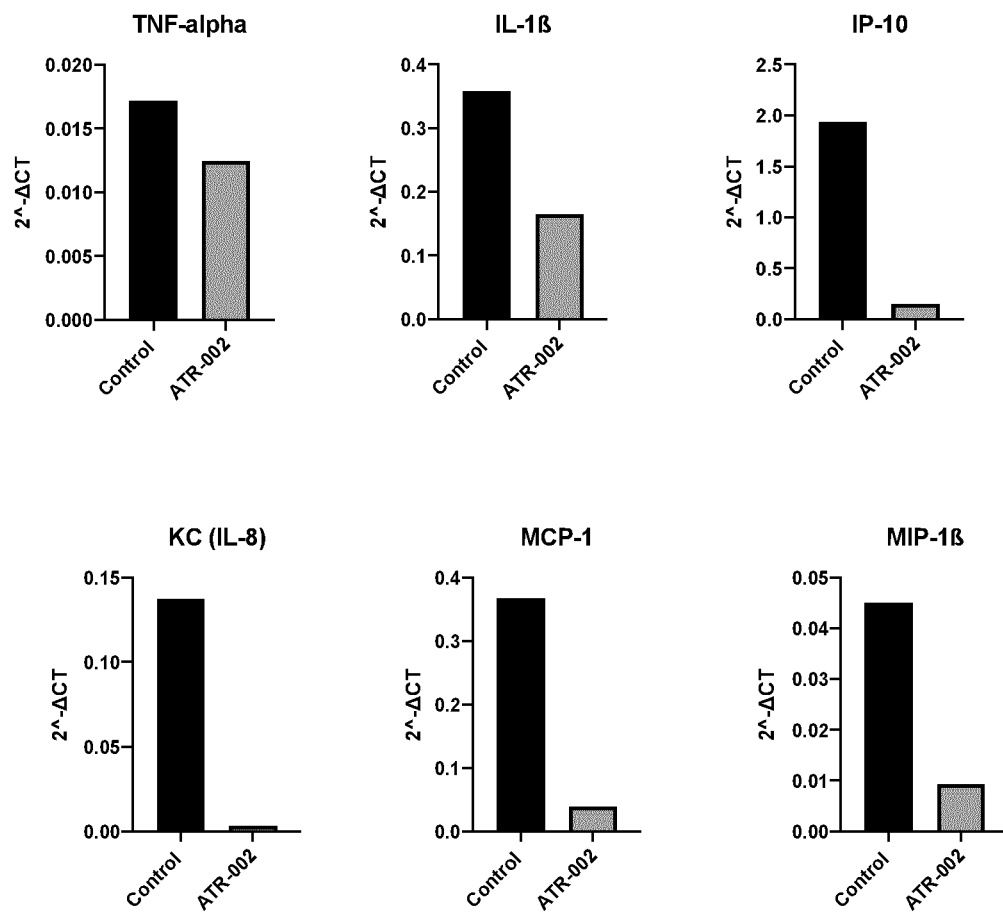 TNF-alpha
0.020
0.015
0.010
0.005
0.000
2^-ΔCT
Control
ATR-002
IL-1ß
0.4
0.3
0.2
0.1
0.0
2^-ΔCT
Control
ATR-002
IP-10
2.5
2.0
1.5
1.0
0.5
0.0
2^-ΔCT
Control
ATR-002
KC (IL-8)
0.15
0.10
0.05
0.00
2^-ΔCT
Control
ATR-002
MCP-1
0.4
0.3
0.2
0.1
0.0
2^-ΔCT
Control
ATR-002
MIP-1ß
0.05
0.04
0.03
0.02
0.01
0.00
2^-ΔCT
Control
ATR-002